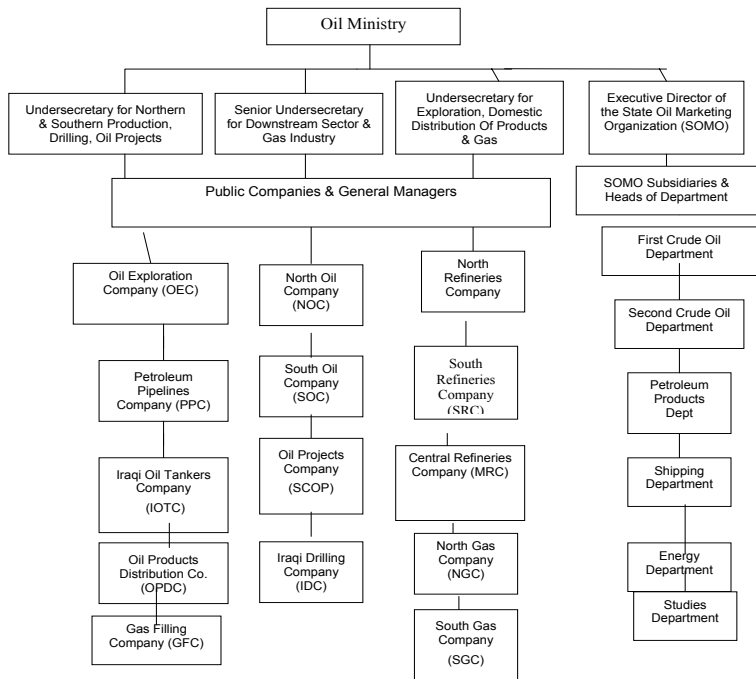 Oil Ministry
Undersecretary for Northern
& Southern Production,
Drilling, Oil Projects
Senior Undersecretary
for Downstream Sector &
Gas Industry
Undersecretary for
Exploration, Domestic
Distribution Of Products
& Gas
Executive Director of
the State Oil Marketing
Organization (SOMO)
Public Companies & General Managers
SOMO Subsidiaries &
Heads of Department
Oil Exploration
Company (OEC)
Petroleum
Pipelines
Company (PPC)
Iraqi Oil Tankers
Company
(IOTC)
Oil Products
Distribution Co.
(OPDC)
Gas Filling
Company (GFC)
North Oil
Company
(NOC)
South Oil
Company
(SOC)
Oil Projects
Company
(SCOP)
Iraqi Drilling
Company
(IDC)
North
Refineries
Company
South
Refineries
Company
(SRC)
Central Refineries
Company (MRC)
North Gas
Company
(NGC)
South Gas
Company
(SGC)
First Crude Oil
Department
Second Crude Oil
Department
Petroleum
Products
Dept
Shipping
Department
Energy
Department
Studies
Department